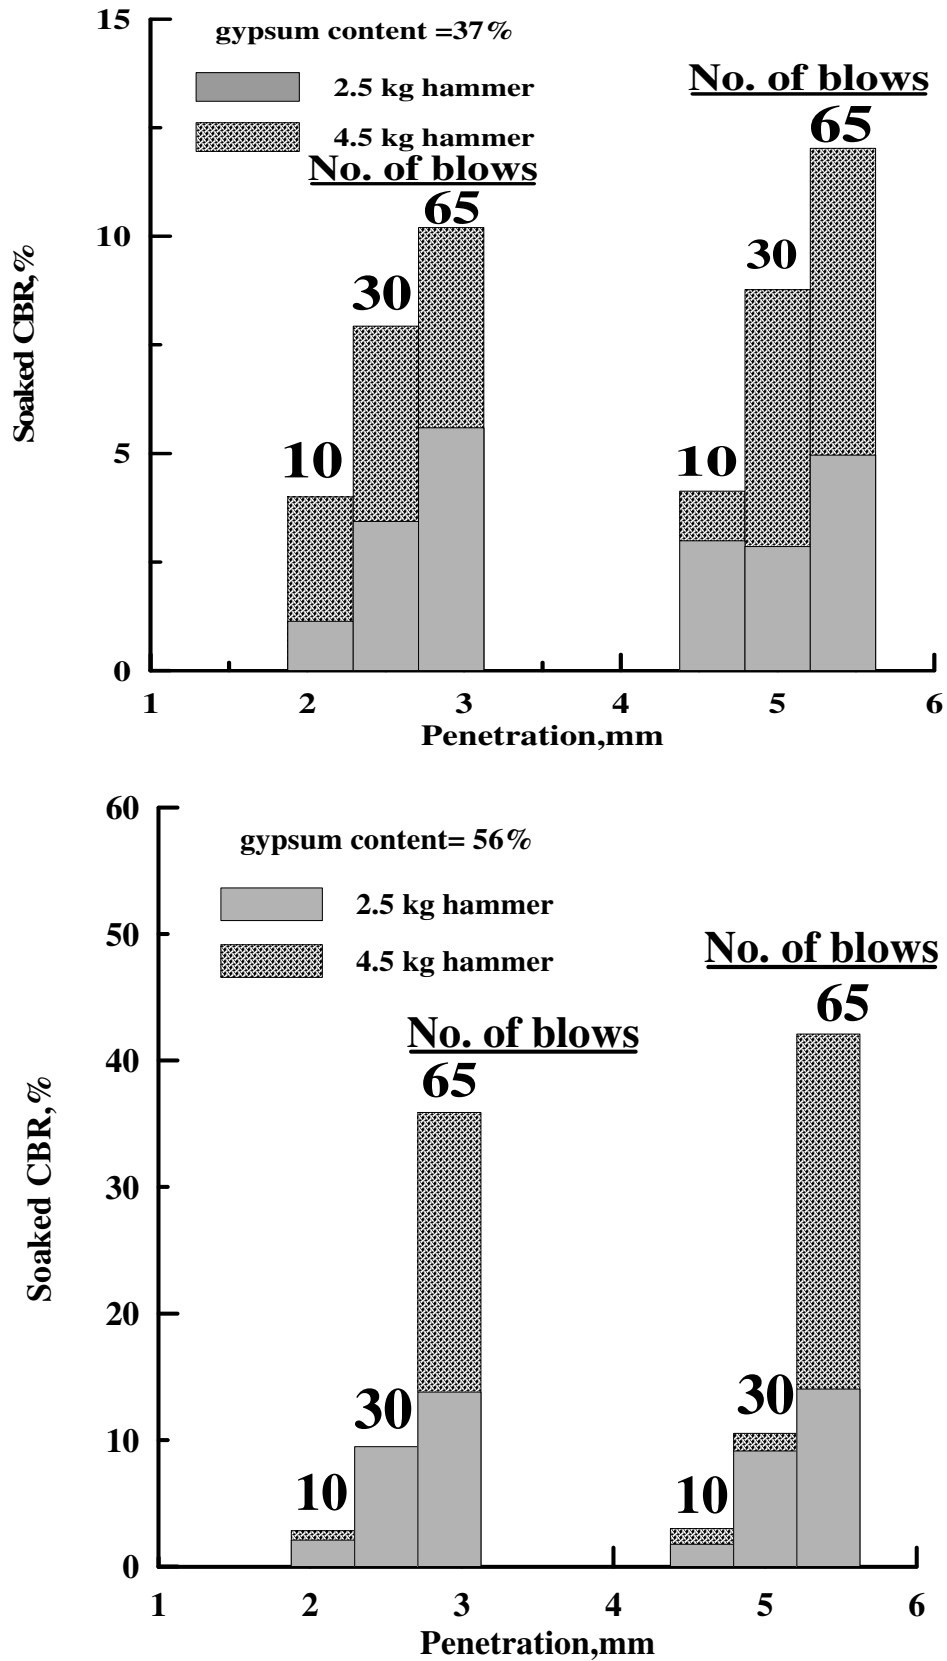 15
gypsum content =37%
No. of blows
2.5 kg hammer
65
4.5 kg hammer
No. of blows
65
10
30
30
Soaked CBR,%
10
10
5
0
1 2 3 4 5 6
Penetration,mm
60
gypsum content= 56%
2.5 kg hammer
50
No. of blows
4.5 kg hammer
65
No. of blows
40
65
Soaked CBR,%
30
20
30
30
10
10
10
0
1 2 3 4 5 6
Penetration,mm